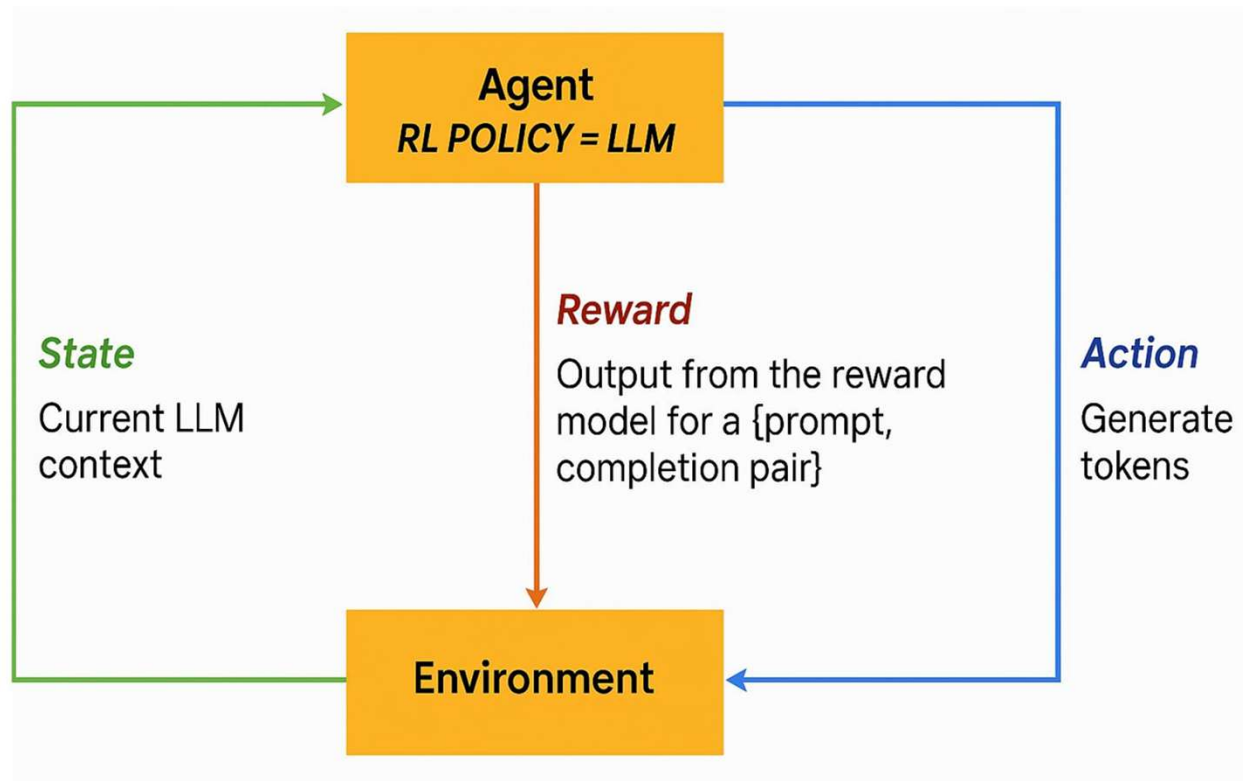 Agent
RL POLICY = LLM
State
Current LLM
context
Reward
Output from the reward
model for a {prompt,
completion pair}
Action
Generate
tokens
Environment